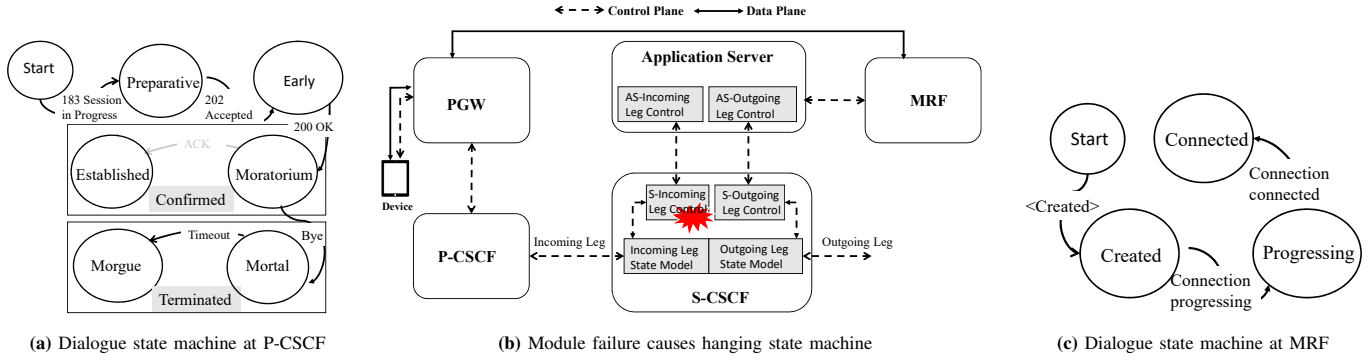 Control Plane
Data Plane
Start
Preparative
Early
183 Session
in Progress
202
Accepted
200 OK
ACK
Established
Moratorium
Confirmed
Timeout
Bye
Morgue
Mortal
Terminated
(a) Dialogue state machine at P-CSCF
PGW
Application Server
AS-Incoming
Leg Control
AS-Outgoing
Leg Control
MRF
Device
P-CSCF
Incoming Leg
S-Incoming
Leg Control
S-Outgoing
Leg Control
Incoming Leg
State Model
Outgoing Leg
State Model
Outgoing Leg
S-CSCF
(b) Module failure causes hanging state machine
Start
Connected
Connection
connected
<Created>
Created
Progressing
Connection
progressing
(c) Dialogue state machine at MRF